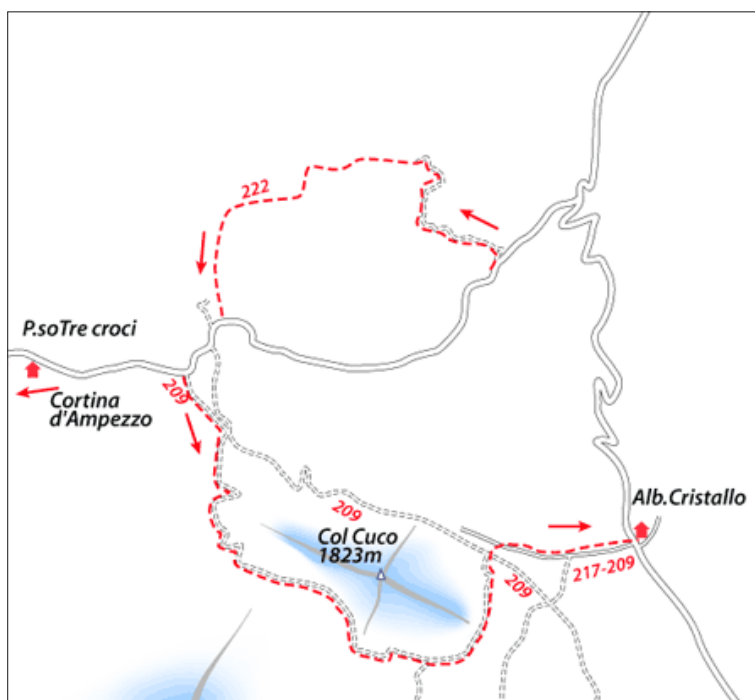 222
P.soTre croci
209
Cortina
d'Ampezzo
Alb.Cristallo
209
Col Cuco
1823m
209
217-209